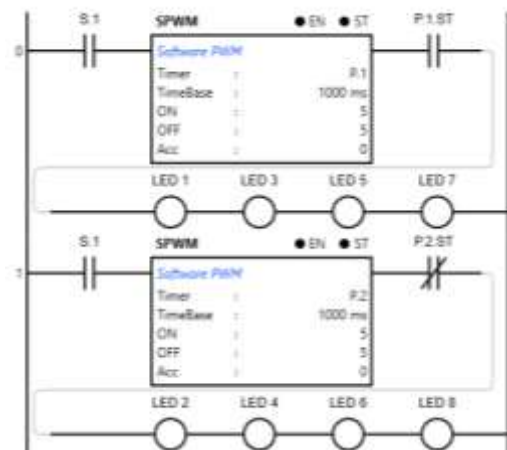 S:1 SPWM EN ST P:1:ST
0 Software PWM
Timer : P:1
TimeBase : 1000 ms
ON : 5
OFF : 5
Acc : 0
LED 1 LED 3 LED 5 LED 7
S:1 SPWM EN ST P:2:ST
1 Software PWM
Timer : P:2
TimeBase : 1000 ms
ON : 5
OFF : 5
Acc : 0
LED 2 LED 4 LED 6 LED 8